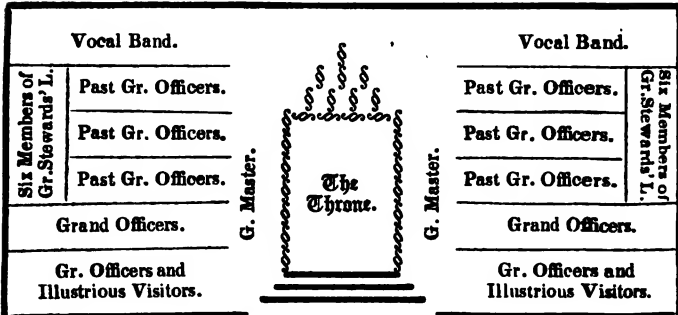 Vocal Band.
Six Members of
Gr. Stewards' L.
Past Gr. Officers.
Past Gr. Officers.
Past Gr. Officers.
Grand Officers.
Gr. Officers and
Illustrious Visitors.
G. Master.
The
Throne.
G. Master.
Vocal Band.
Past Gr. Officers.
Past Gr. Officers.
Past Gr. Officers.
Six Members of
Gr. Stewards' L.
Grand Officers.
Gr. Officers and
Illustrious Visitors.